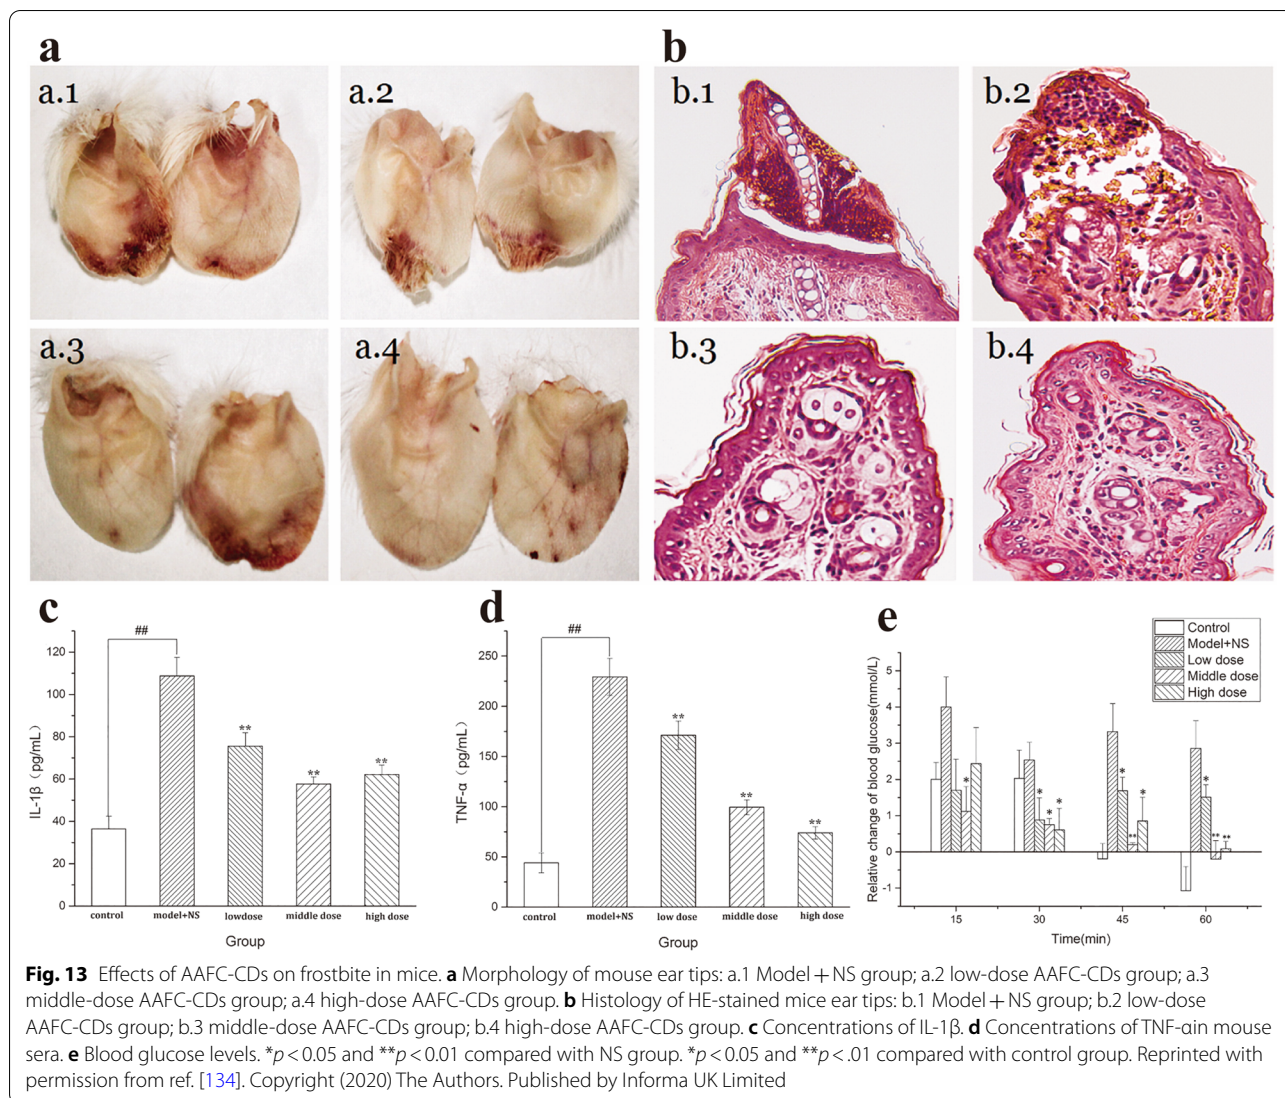 a
b
a.1
a.2
b.1
b.2
a.3
a.4
b.3
b.4
c
##
**
**
**
120
100
80
60
40
20
0
IL-1β (pg/mL)
control
model+NS
lowdose
middle dose
high dose
Group
d
##
**
**
**
250
225
200
175
150
125
100
75
50
25
0
TNF-α (pg/mL)
control
model+NS
low dose
middle dose
high dose
Group
e
Control
Model+NS
Low dose
Middle dose
High dose
5
4
3
2
1
0
-1
Relative change of blood glucose(mmol/L)
*
*
*
*
*
**
*
*
**
**
15
30
45
60
Time(min)
Fig. 13 Effects of AAFC-CDs on frostbite in mice. a Morphology of mouse ear tips: a.1 Model + NS group; a.2 low-dose AAFC-CDs group; a.3
middle-dose AAFC-CDs group; a.4 high-dose AAFC-CDs group. b Histology of HE-stained mice ear tips: b.1 Model + NS group; b.2 low-dose
AAFC-CDs group; b.3 middle-dose AAFC-CDs group; b.4 high-dose AAFC-CDs group. c Concentrations of IL-1β. d Concentrations of TNF-αin mouse
sera. e Blood glucose levels. *p < 0.05 and **p < 0.01 compared with NS group. *p < 0.05 and **p < .01 compared with control group. Reprinted with
permission from ref. [134]. Copyright (2020) The Authors. Published by Informa UK Limited